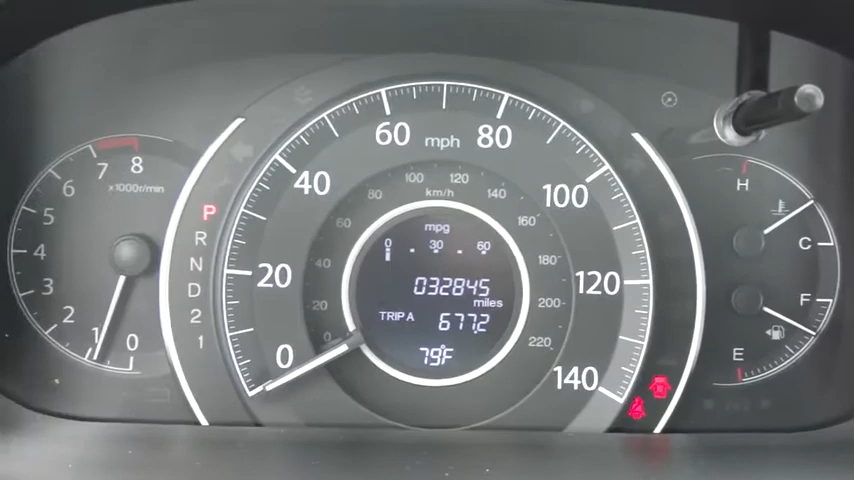 8
7
6
5
4
3
2
1
0
x1000r/min
P
R
N
D
2
1
0
20
40
60
mph
80
100
120
140
0
20
40
60
80
100
120
km/h
140
160
180
200
220
mpg
0 30 60
032845
miles
TRIP A 677.2
79°F
H
C
F
E